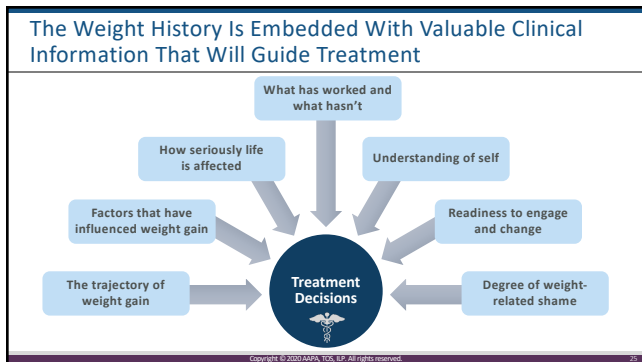 The Weight History Is Embedded With Valuable Clinical
Information That Will Guide Treatment
What has worked and
what hasn't
How seriously life
is affected
Understanding of self
Factors that have
influenced weight gain
Readiness to engage
and change
The trajectory of
weight gain
Treatment
Decisions
Degree of weight-
related shame
Copyright © 2020 AAPA, TOS, ILP. All rights reserved.
25